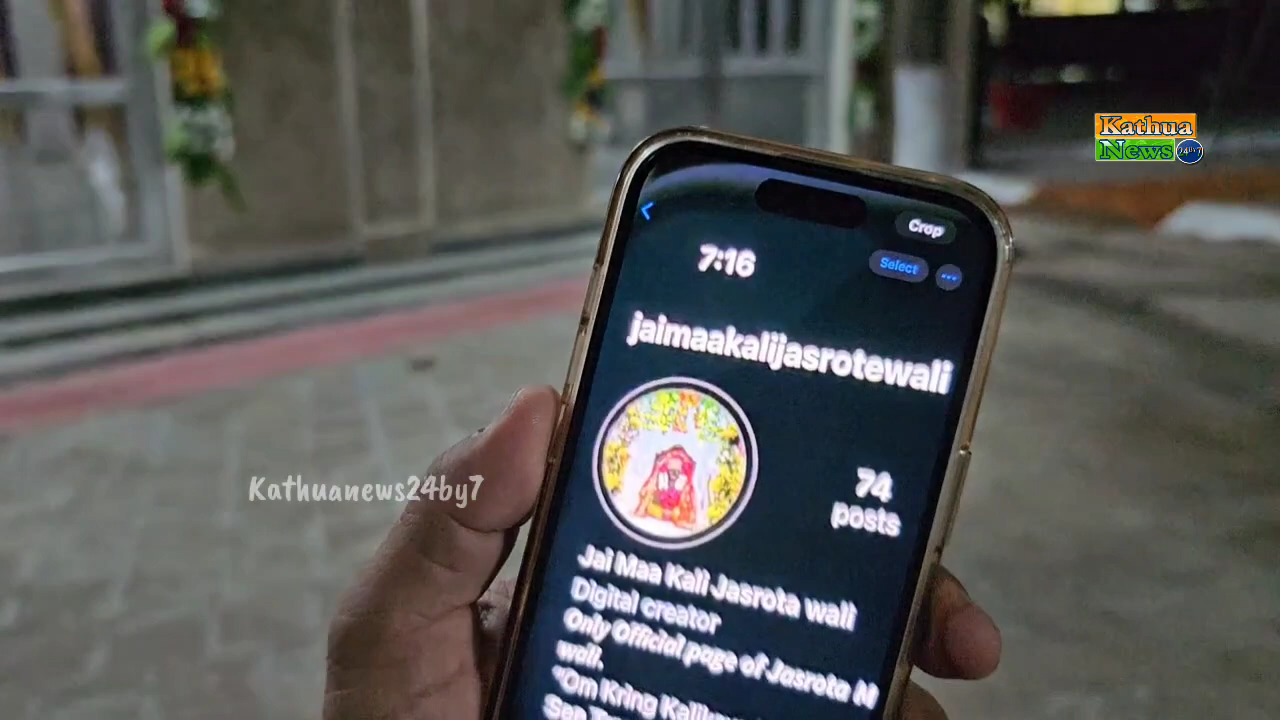 Kathua
News 24by7
Crop
7:16
Select
jaimaakalijasrotewali
74
posts
Kathuanews24by7
Jai Maa Kali Jasrota wali
Digital creator
Only Official page of Jasrota M
wali.
"Om Kring